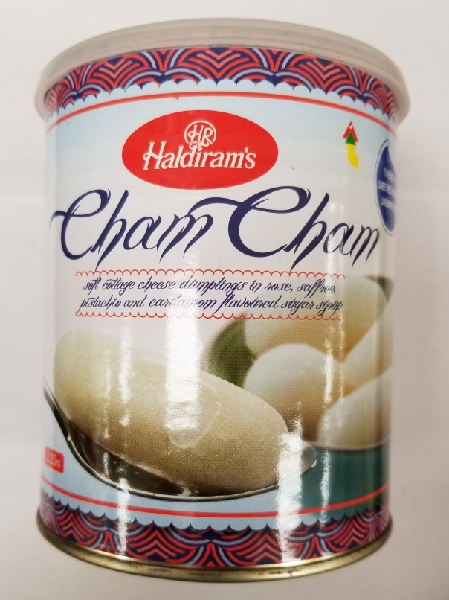 HR
Haldiram's
Cham Cham
soft cottage cheese dumplings in rose, saffron,
pistachio and cardamom flavoured sugar syrup